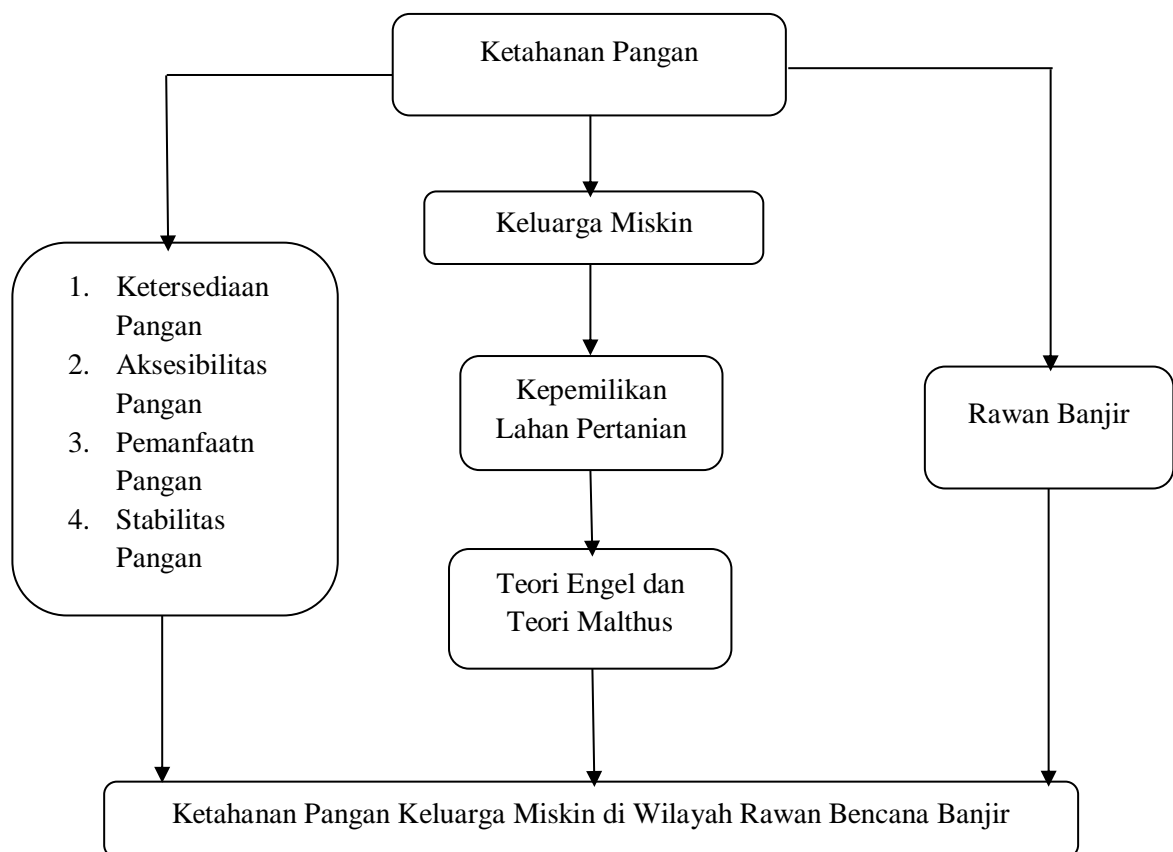 Ketahanan Pangan
Keluarga Miskin
1. Ketersediaan
Pangan
2. Aksesibilitas
Pangan
3. Pemanfaatn
Pangan
4. Stabilitas
Pangan
Kepemilikan
Lahan Pertanian
Rawan Banjir
Teori Engel dan
Teori Malthus
Ketahanan Pangan Keluarga Miskin di Wilayah Rawan Bencana Banjir